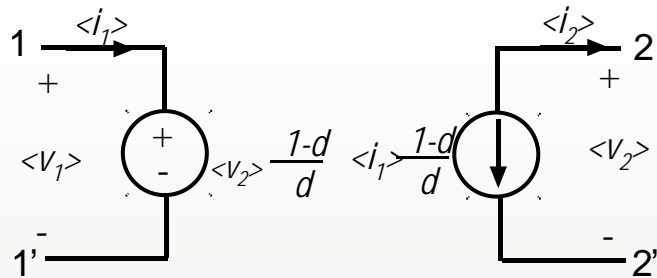 1 <i₁> <i₂> 2
+ +
+
<v₁> - <v₂> 1-d/d <i₁> 1-d/d <v₂>
- -
1' 2'